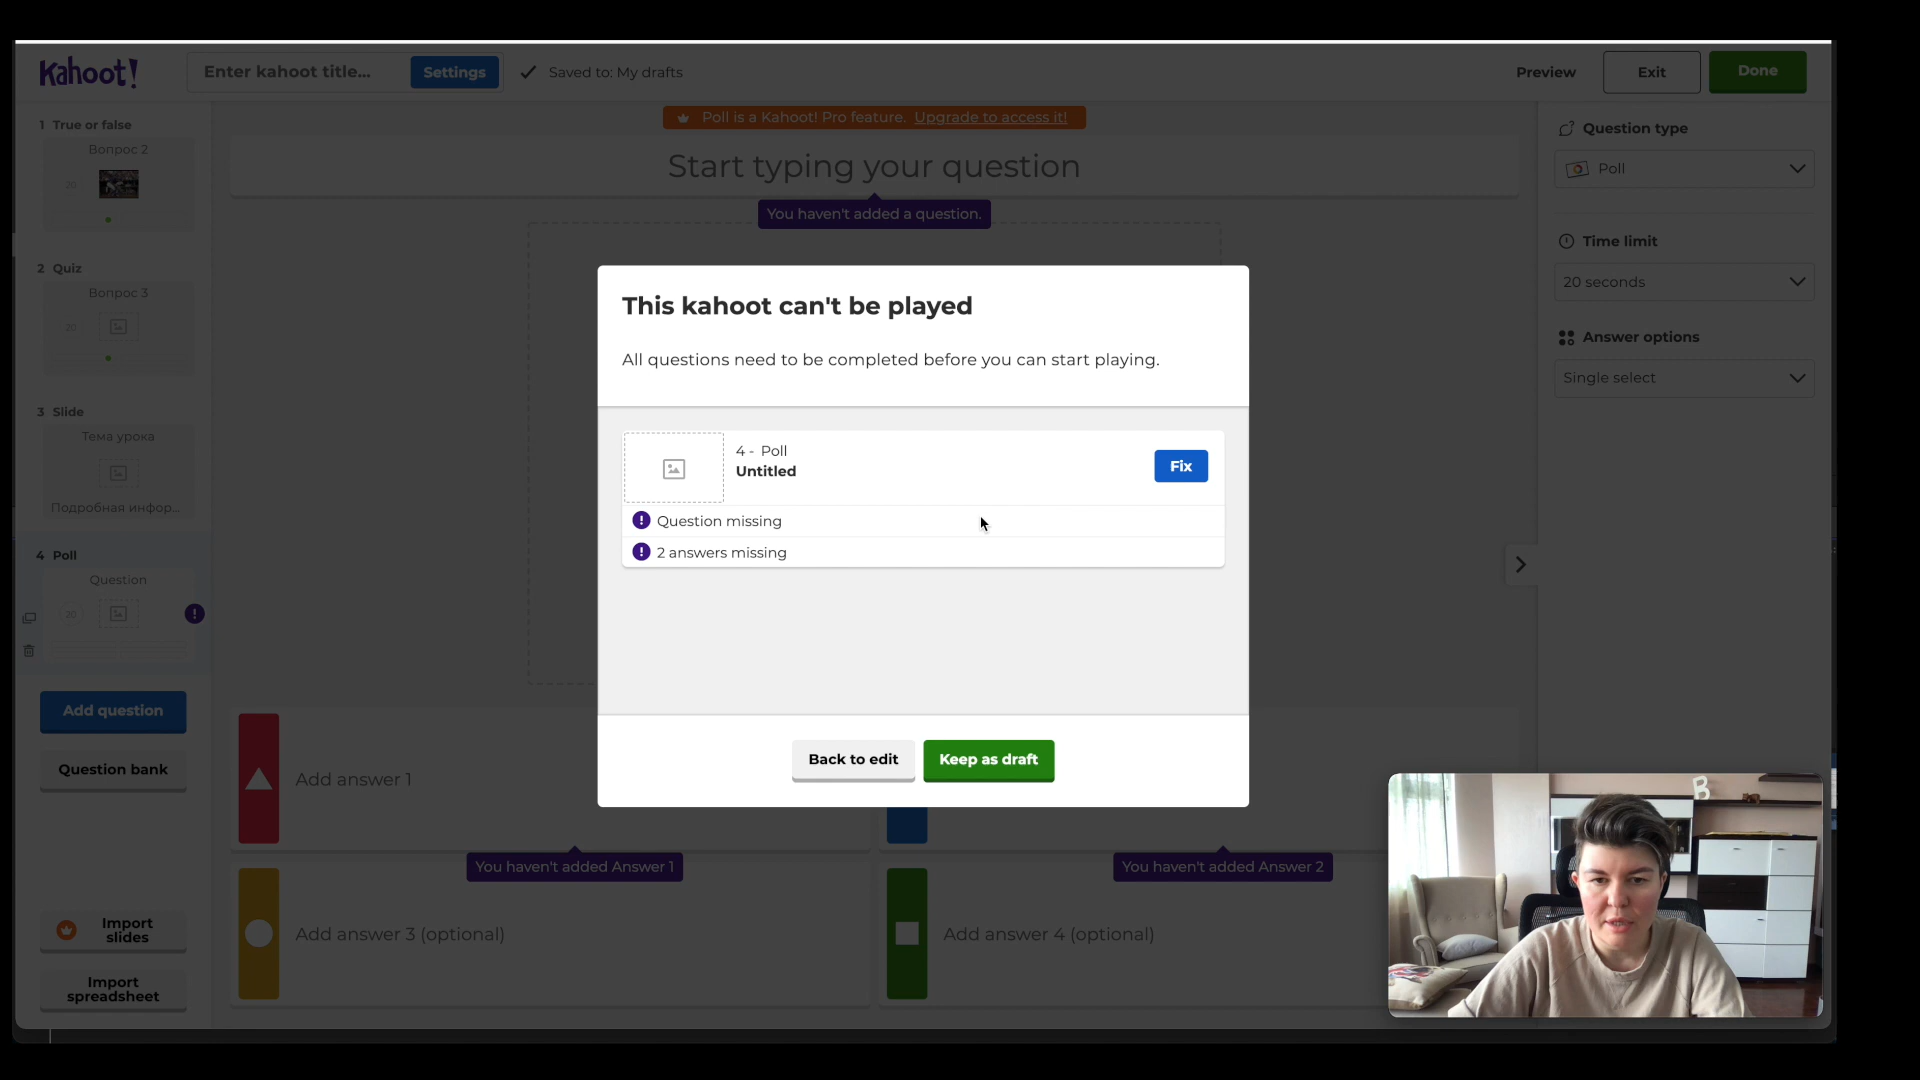 Kahoot!
Enter kahoot title...
Settings
Saved to: My drafts
Preview
Exit
Done
1 True or false
Вопрос 2
20
2 Quiz
Вопрос 3
20
3 Slide
Тема урока
Подробная инфор...
4 Poll
Question
20
Add question
Question bank
Import
slides
Import
spreadsheet
Poll is a Kahoot! Pro feature. Upgrade to access it!
Start typing your question
You haven't added a question.
This kahoot can't be played
All questions need to be completed before you can start playing.
4 - Poll
Untitled
Fix
Question missing
2 answers missing
Back to edit
Keep as draft
Add answer 1
You haven't added Answer 1
You haven't added Answer 2
Add answer 3 (optional)
Add answer 4 (optional)
Question type
Poll
Time limit
20 seconds
Answer options
Single select
B